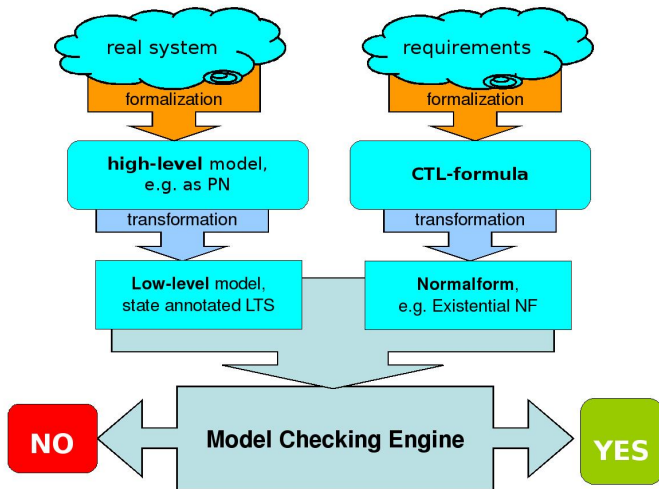 real system
requirements
formalization
formalization
high-level model,
e.g. as PN
CTL-formula
transformation
transformation
Low-level model,
state annotated LTS
Normalform,
e.g. Existential NF
NO
Model Checking Engine
YES